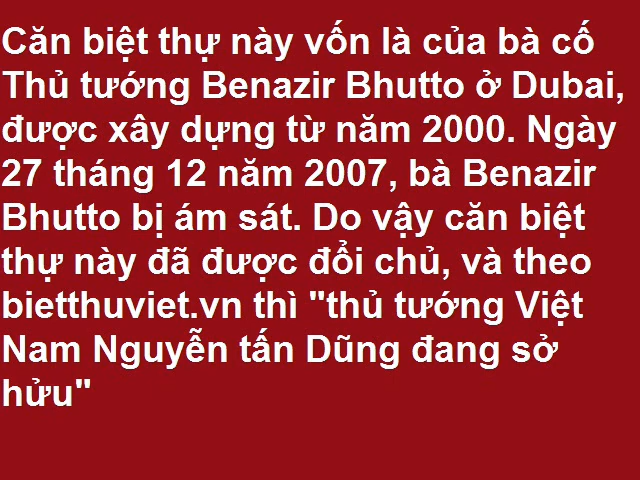 Căn biệt thự này vốn là của bà cố
Thủ tướng Benazir Bhutto ở Dubai,
được xây dựng từ năm 2000. Ngày
27 tháng 12 năm 2007, bà Benazir
Bhutto bị ám sát. Do vậy căn biệt
thự này đã được đổi chủ, và theo
bietthuviet.vn thì "thủ tướng Việt
Nam Nguyễn tấn Dũng đang sở
hửu"